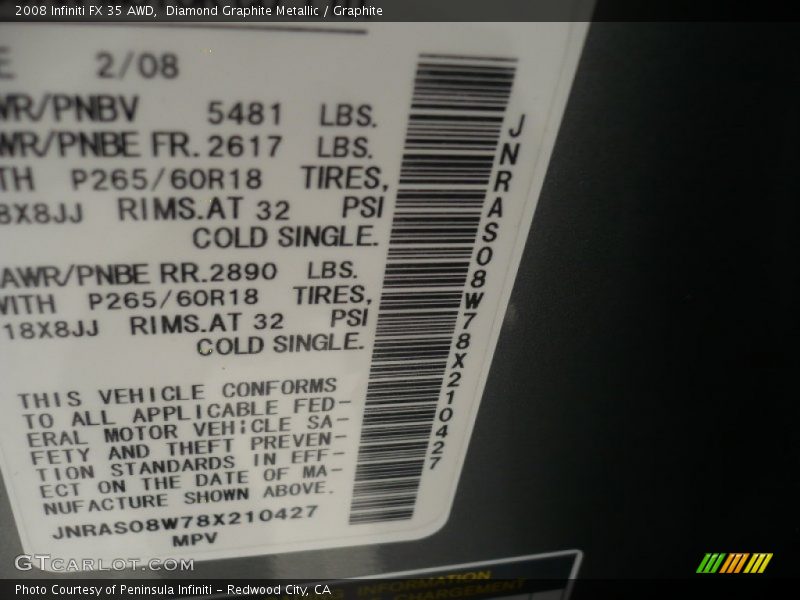 2008 Infiniti FX 35 AWD, Diamond Graphite Metallic / Graphite
E 2/08
WR/PNBV 5481 LBS.
WR/PNBE FR. 2617 LBS.
TH P265/60R18 TIRES,
8X8JJ RIMS. AT 32 PSI
COLD SINGLE.
AWR/PNBE RR. 2890 LBS.
WITH P265/60R18 TIRES,
18X8JJ RIMS. AT 32 PSI
COLD SINGLE.
THIS VEHICLE CONFORMS
TO ALL APPLICABLE FED-
ERAL MOTOR VEHICLE SA-
FETY AND THEFT PREVEN-
TION STANDARDS IN EFF-
ECT ON THE DATE OF MA-
NUFACTURE SHOWN ABOVE.
JNRAS08W78X210427
MPV
JNRAS08W78X210427
INFORMATION
GTCARLOT.COM
Photo Courtesy of Peninsula Infiniti - Redwood City, CA